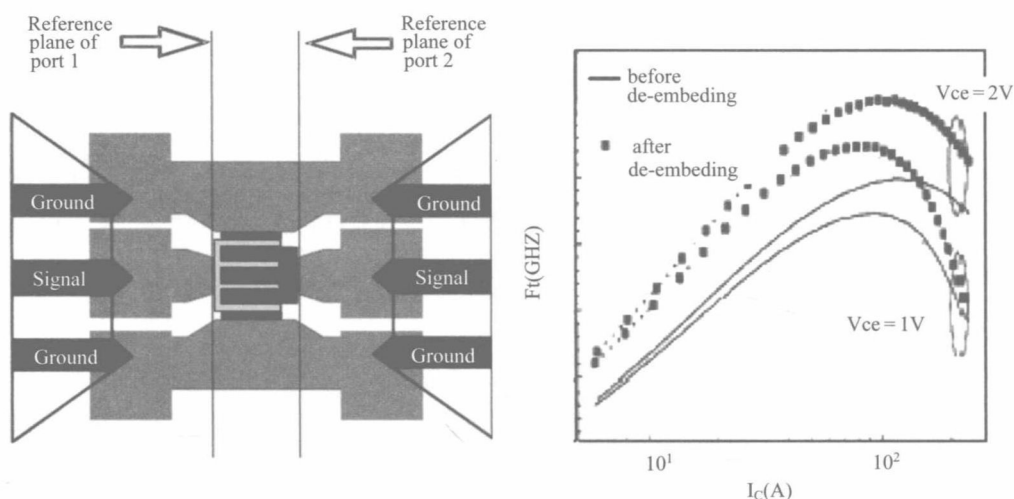 Reference
plane of
port 1
Reference
plane of
port 2
Ground
Signal
Ground
Ground
Signal
Ground
before
de-embeding
after
de-embeding
Vce = 2V
Vce = 1V
Ft(GHZ)
10¹
10²
I_C(A)